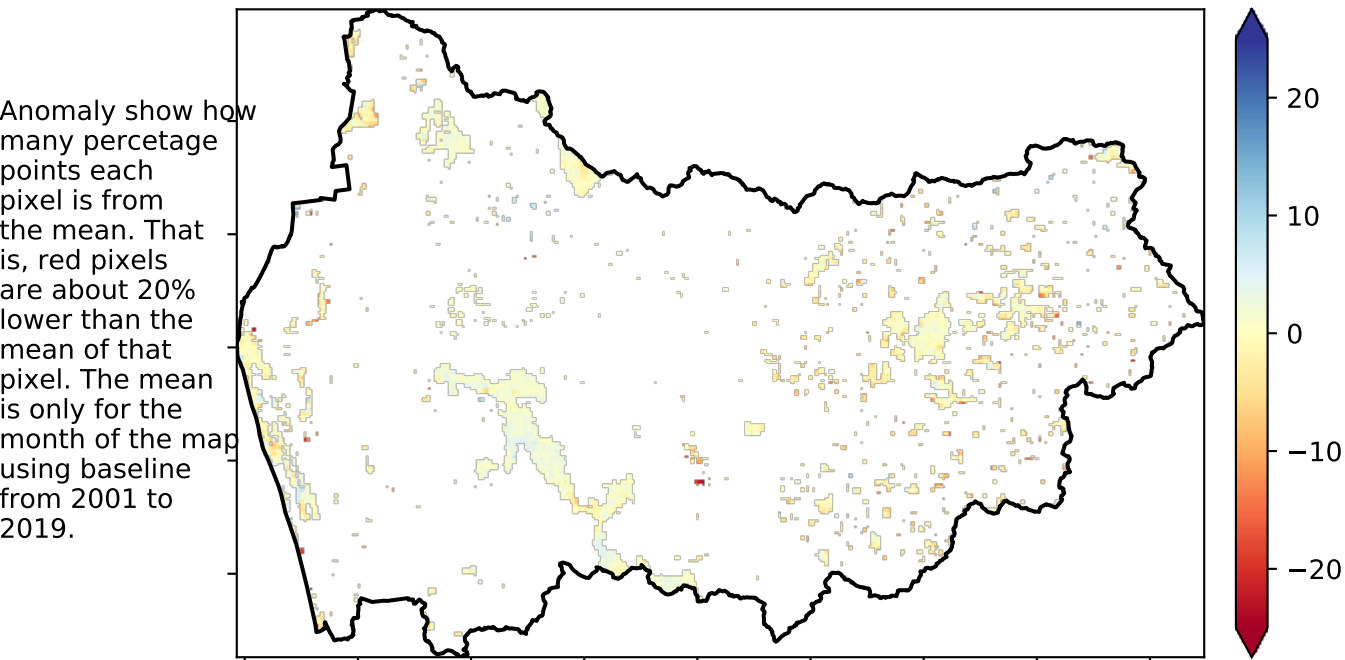 Anomaly show how
many percetage
points each
pixel is from
the mean. That
is, red pixels
are about 20%
lower than the
mean of that
pixel. The mean
is only for the
month of the map
using baseline
from 2001 to
2019.
20
10
0
−10
−20